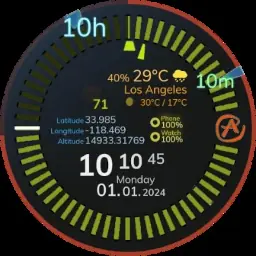 10h
40% 29°C
Los Angeles
10m
71
30°C / 17°C
Latitude 33.985
Longitude -118.469
Altitude 14933.31769
Phone
100%
Watch
100%
10 10 45
Monday
01.01.2024